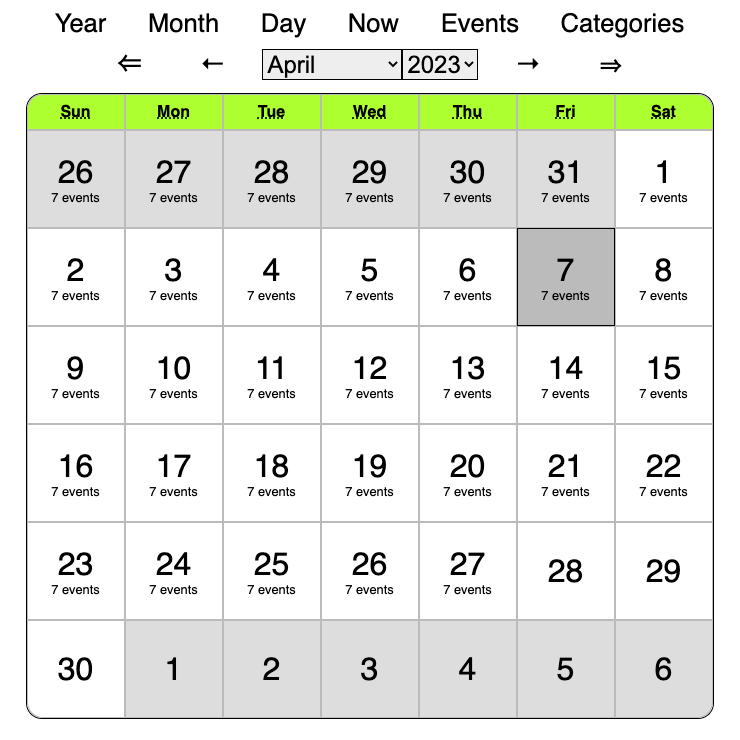 Year Month Day Now Events Categories
⇐ ← April 2023 → ⇒
Sun Mon Tue Wed Thu Fri Sat
26 27 28 29 30 31 1
7 events 7 events 7 events 7 events 7 events 7 events 7 events
2 3 4 5 6 7 8
7 events 7 events 7 events 7 events 7 events 7 events 7 events
9 10 11 12 13 14 15
7 events 7 events 7 events 7 events 7 events 7 events 7 events
16 17 18 19 20 21 22
7 events 7 events 7 events 7 events 7 events 7 events 7 events
23 24 25 26 27 28 29
7 events 7 events 7 events 7 events 7 events
30 1 2 3 4 5 6